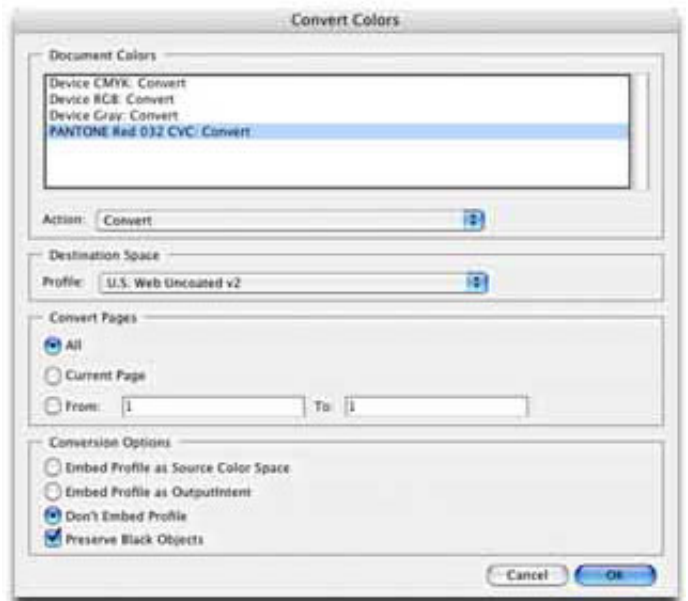 Convert Colors
Document Colors
Device CMYK: Convert
Device RGB: Convert
Device Gray: Convert
PANTONE Red 032 CVC: Convert
Action: Convert
Destination Space
Profile: U.S. Web Uncoated v2
Convert Pages
All
Current Page
From: 1 To: 1
Conversion Options
Embed Profile as Source Color Space
Embed Profile as OutputIntent
Don't Embed Profile
Preserve Black Objects
Cancel OK